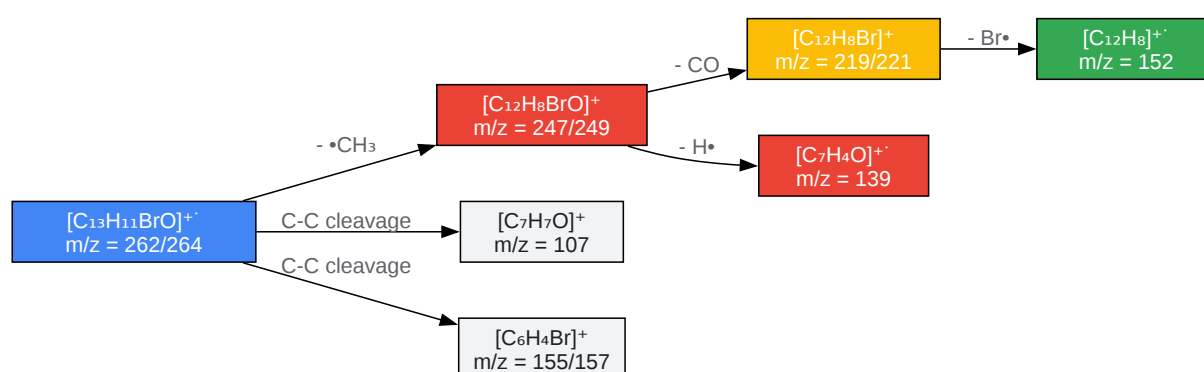 [C₁₂H₈Br]⁺
m/z = 219/221
- Br•
[C₁₂H₈]⁺˙
m/z = 152
- CO
[C₁₂H₈BrO]⁺
m/z = 247/249
- •CH₃
- H•
[C₇H₄O]⁺˙
m/z = 139
[C₁₃H₁₁BrO]⁺˙
m/z = 262/264
C-C cleavage
[C₇H₇O]⁺
m/z = 107
C-C cleavage
[C₆H₄Br]⁺
m/z = 155/157